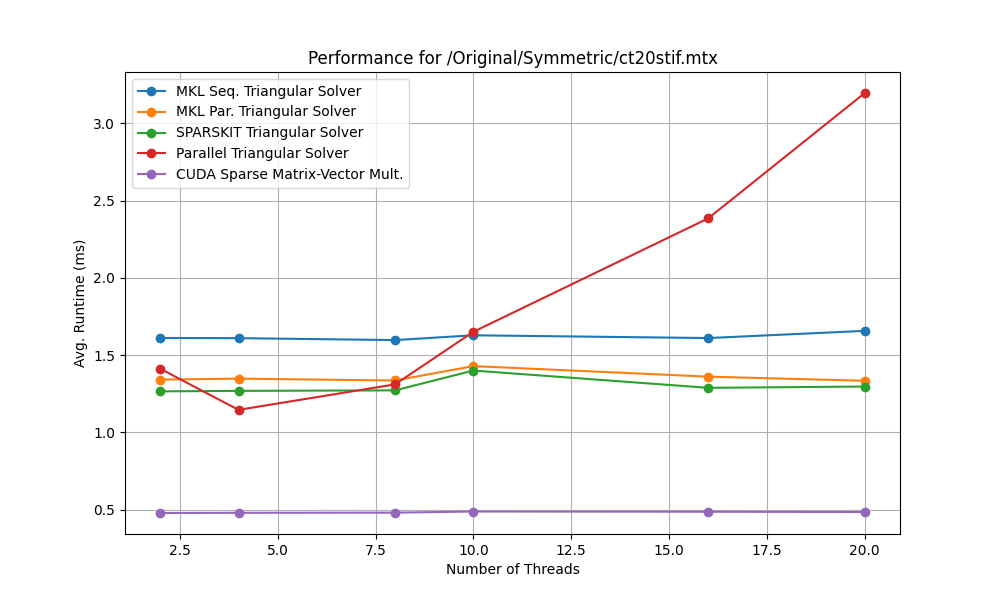 Performance for /Original/Symmetric/ct20stif.mtx
MKL Seq. Triangular Solver
MKL Par. Triangular Solver
SPARSKIT Triangular Solver
Parallel Triangular Solver
CUDA Sparse Matrix-Vector Mult.
Avg. Runtime (ms)
3.0
2.5
2.0
1.5
1.0
0.5
2.5 5.0 7.5 10.0 12.5 15.0 17.5 20.0
Number of Threads